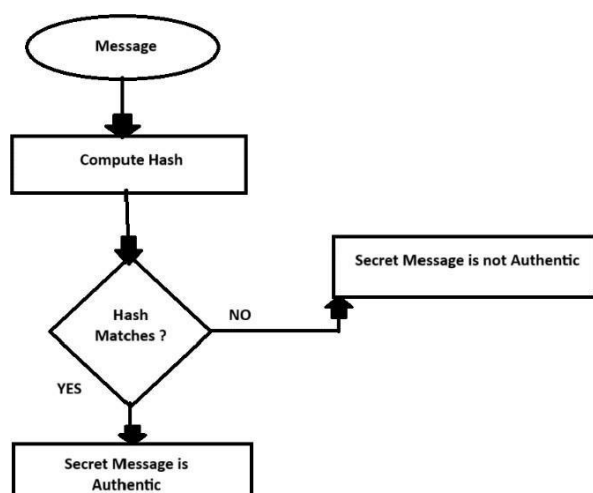 Message
Compute Hash
Secret Message is not Authentic
Hash
Matches ?
NO
YES
Secret Message is
Authentic